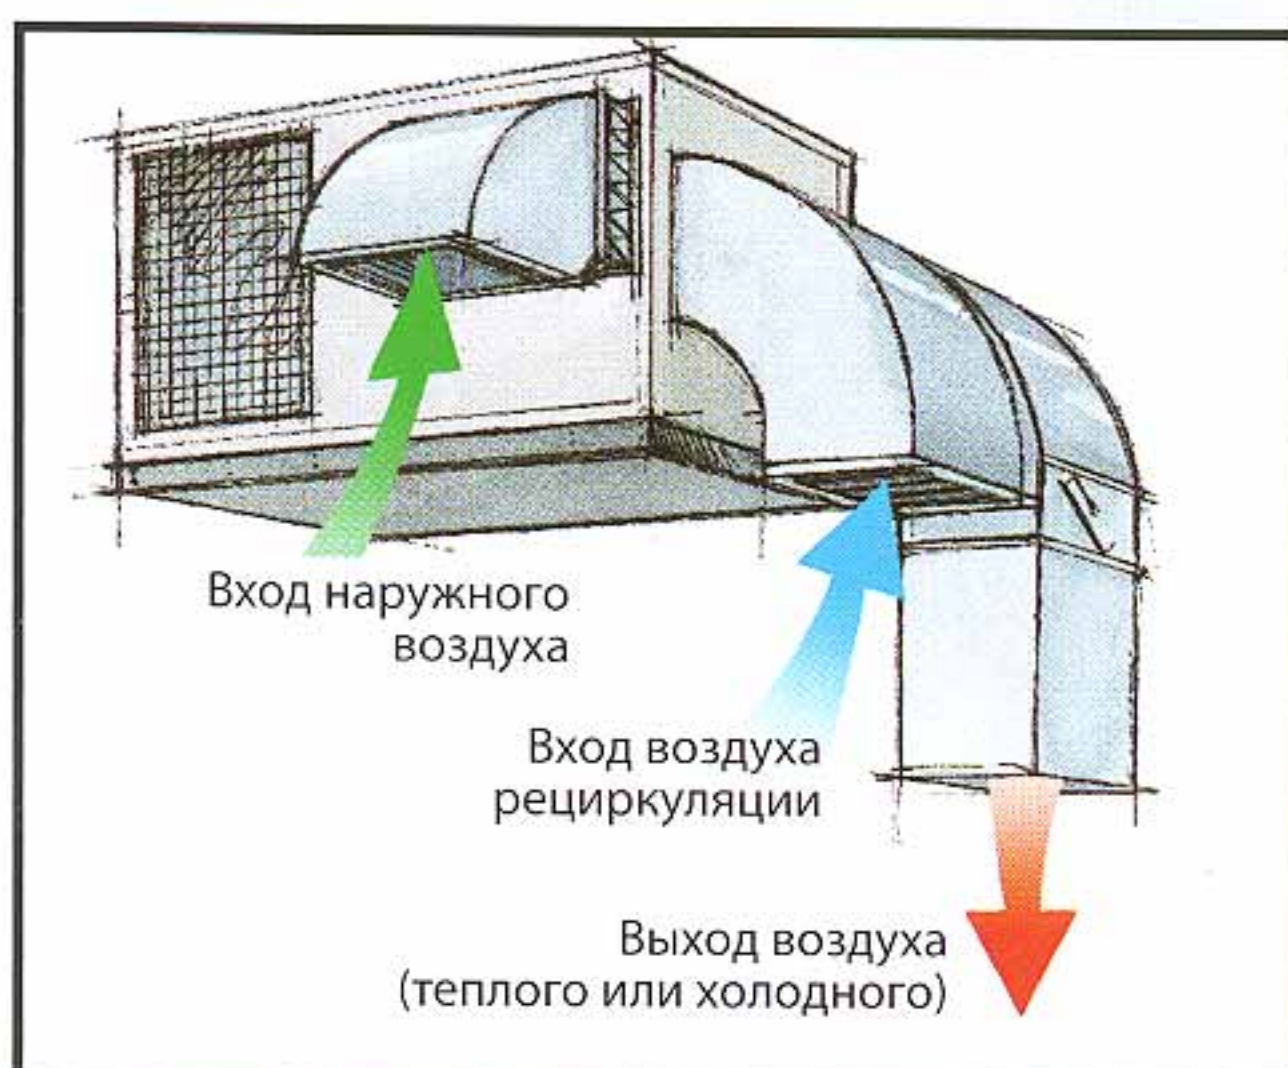 Вход наружного
воздуха
Вход воздуха
рециркуляции
Выход воздуха
(теплого или холодного)